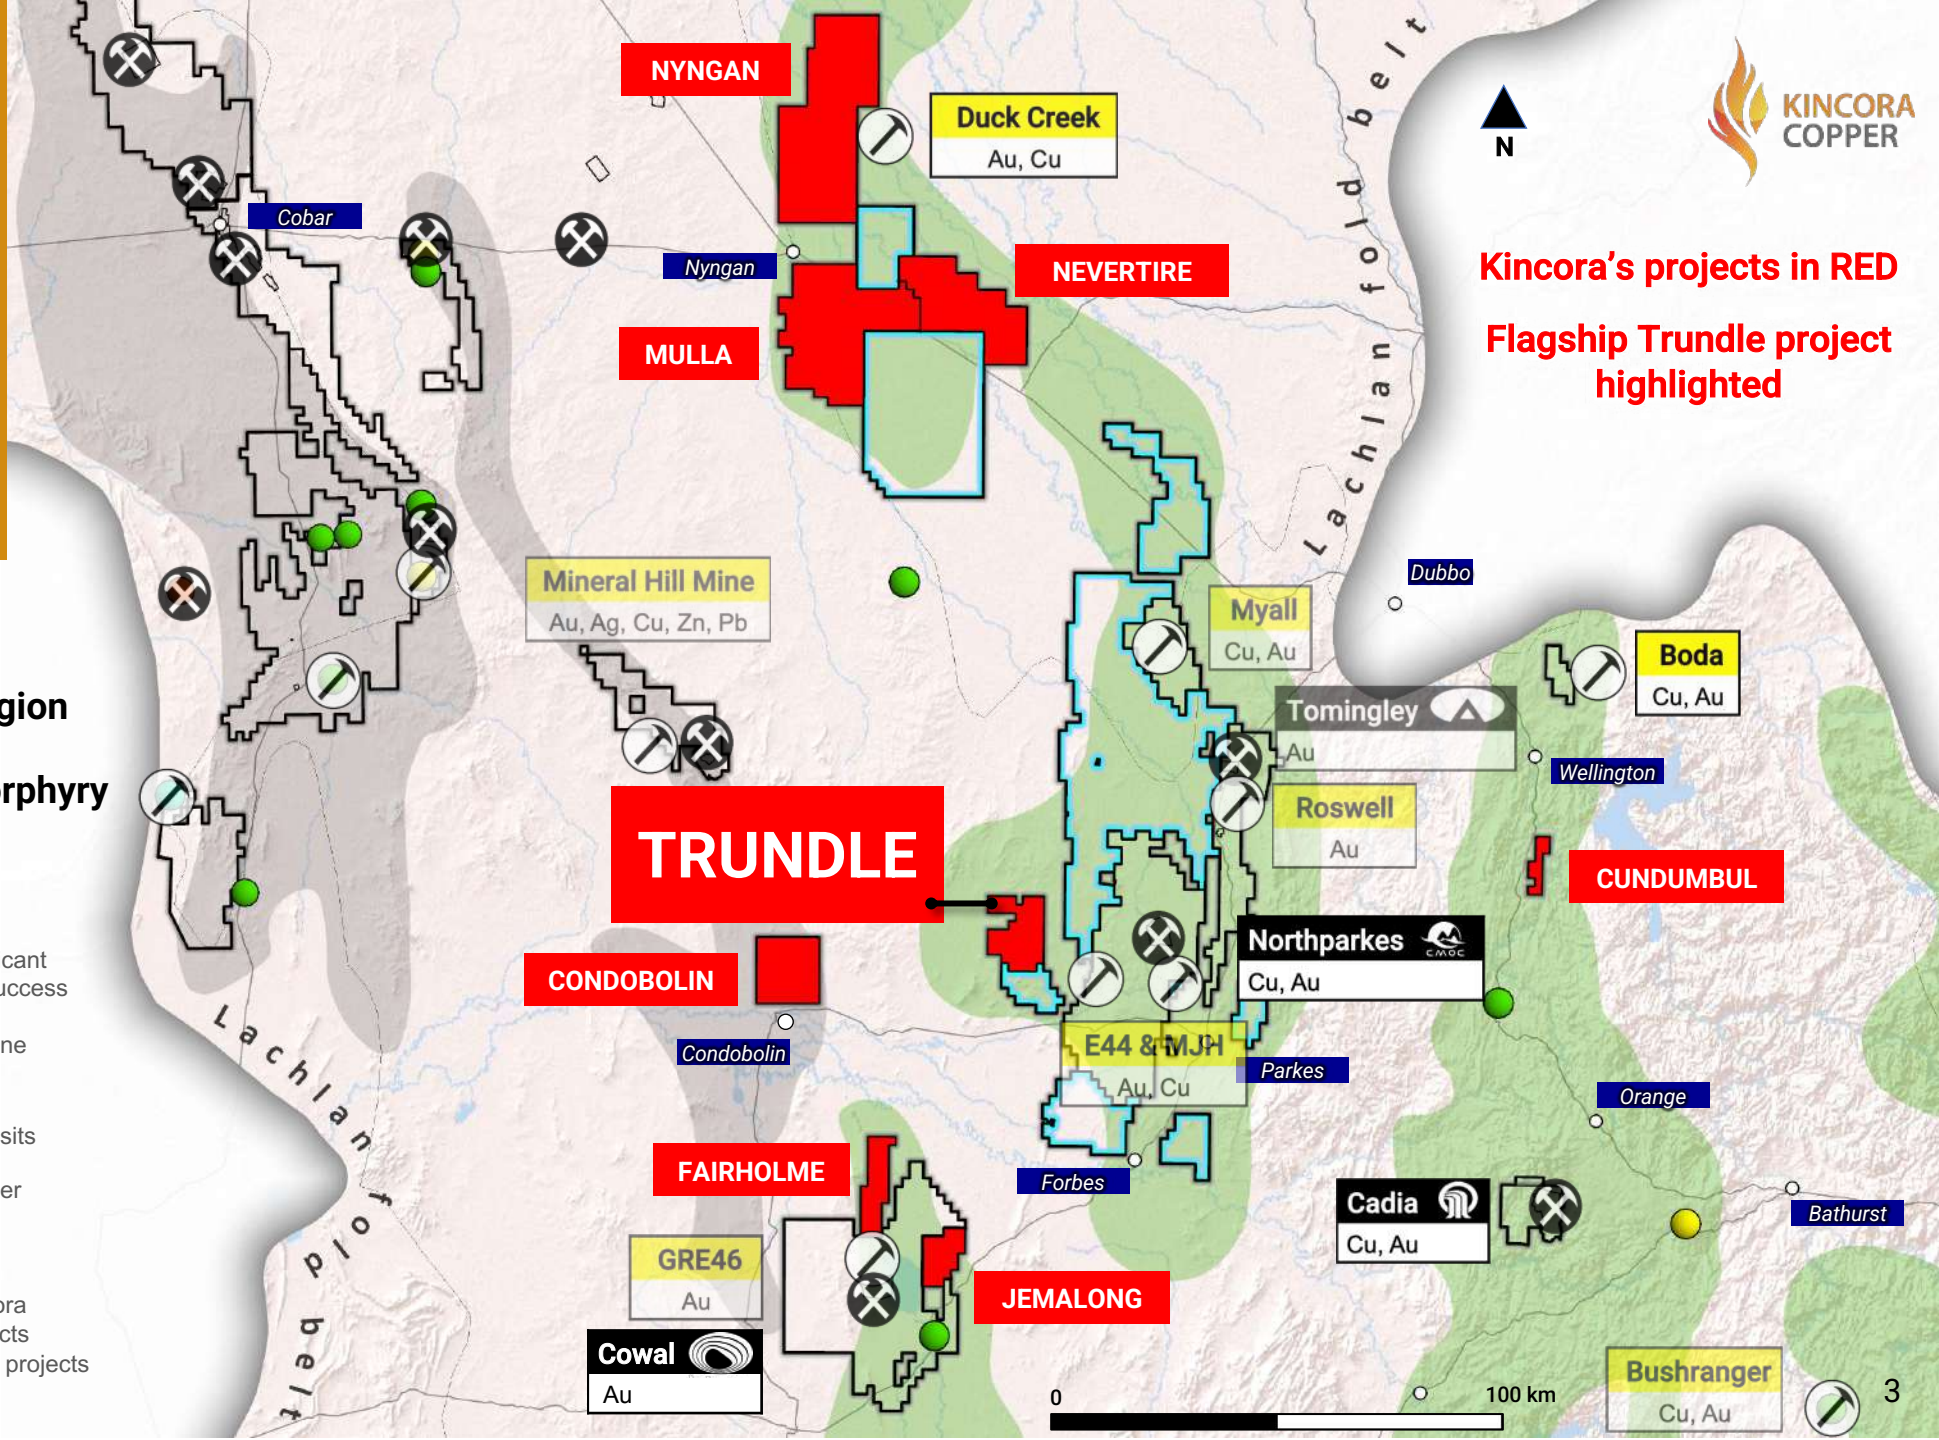 NYNGAN
Duck Creek
Au, Cu
N
KINCORA
COPPER
Lachlan fold belt
Cobar
Nyngan
NEVERTIRE
Kincora’s projects in RED
Flagship Trundle project
highlighted
MULLA
Dubbo
Mineral Hill Mine
Au, Ag, Cu, Zn, Pb
Myall
Cu, Au
Boda
Cu, Au
Tomingley
Au
Wellington
Roswell
Au
TRUNDLE
CUNDUMBUL
Northparkes
CMOC
Cu, Au
CONDOBOLIN
Condobolin
E44 & MJH
Au, Cu
Parkes
Orange
Lachlan fold belt
FAIRHOLME
Forbes
Cadia
Cu, Au
Bathurst
GRE46
Au
JEMALONG
Cowal
Au
Bushranger
Cu, Au
0
100 km
3
gion
rphyry
cant
uccess
ne
sits
er
ora
cts
projects